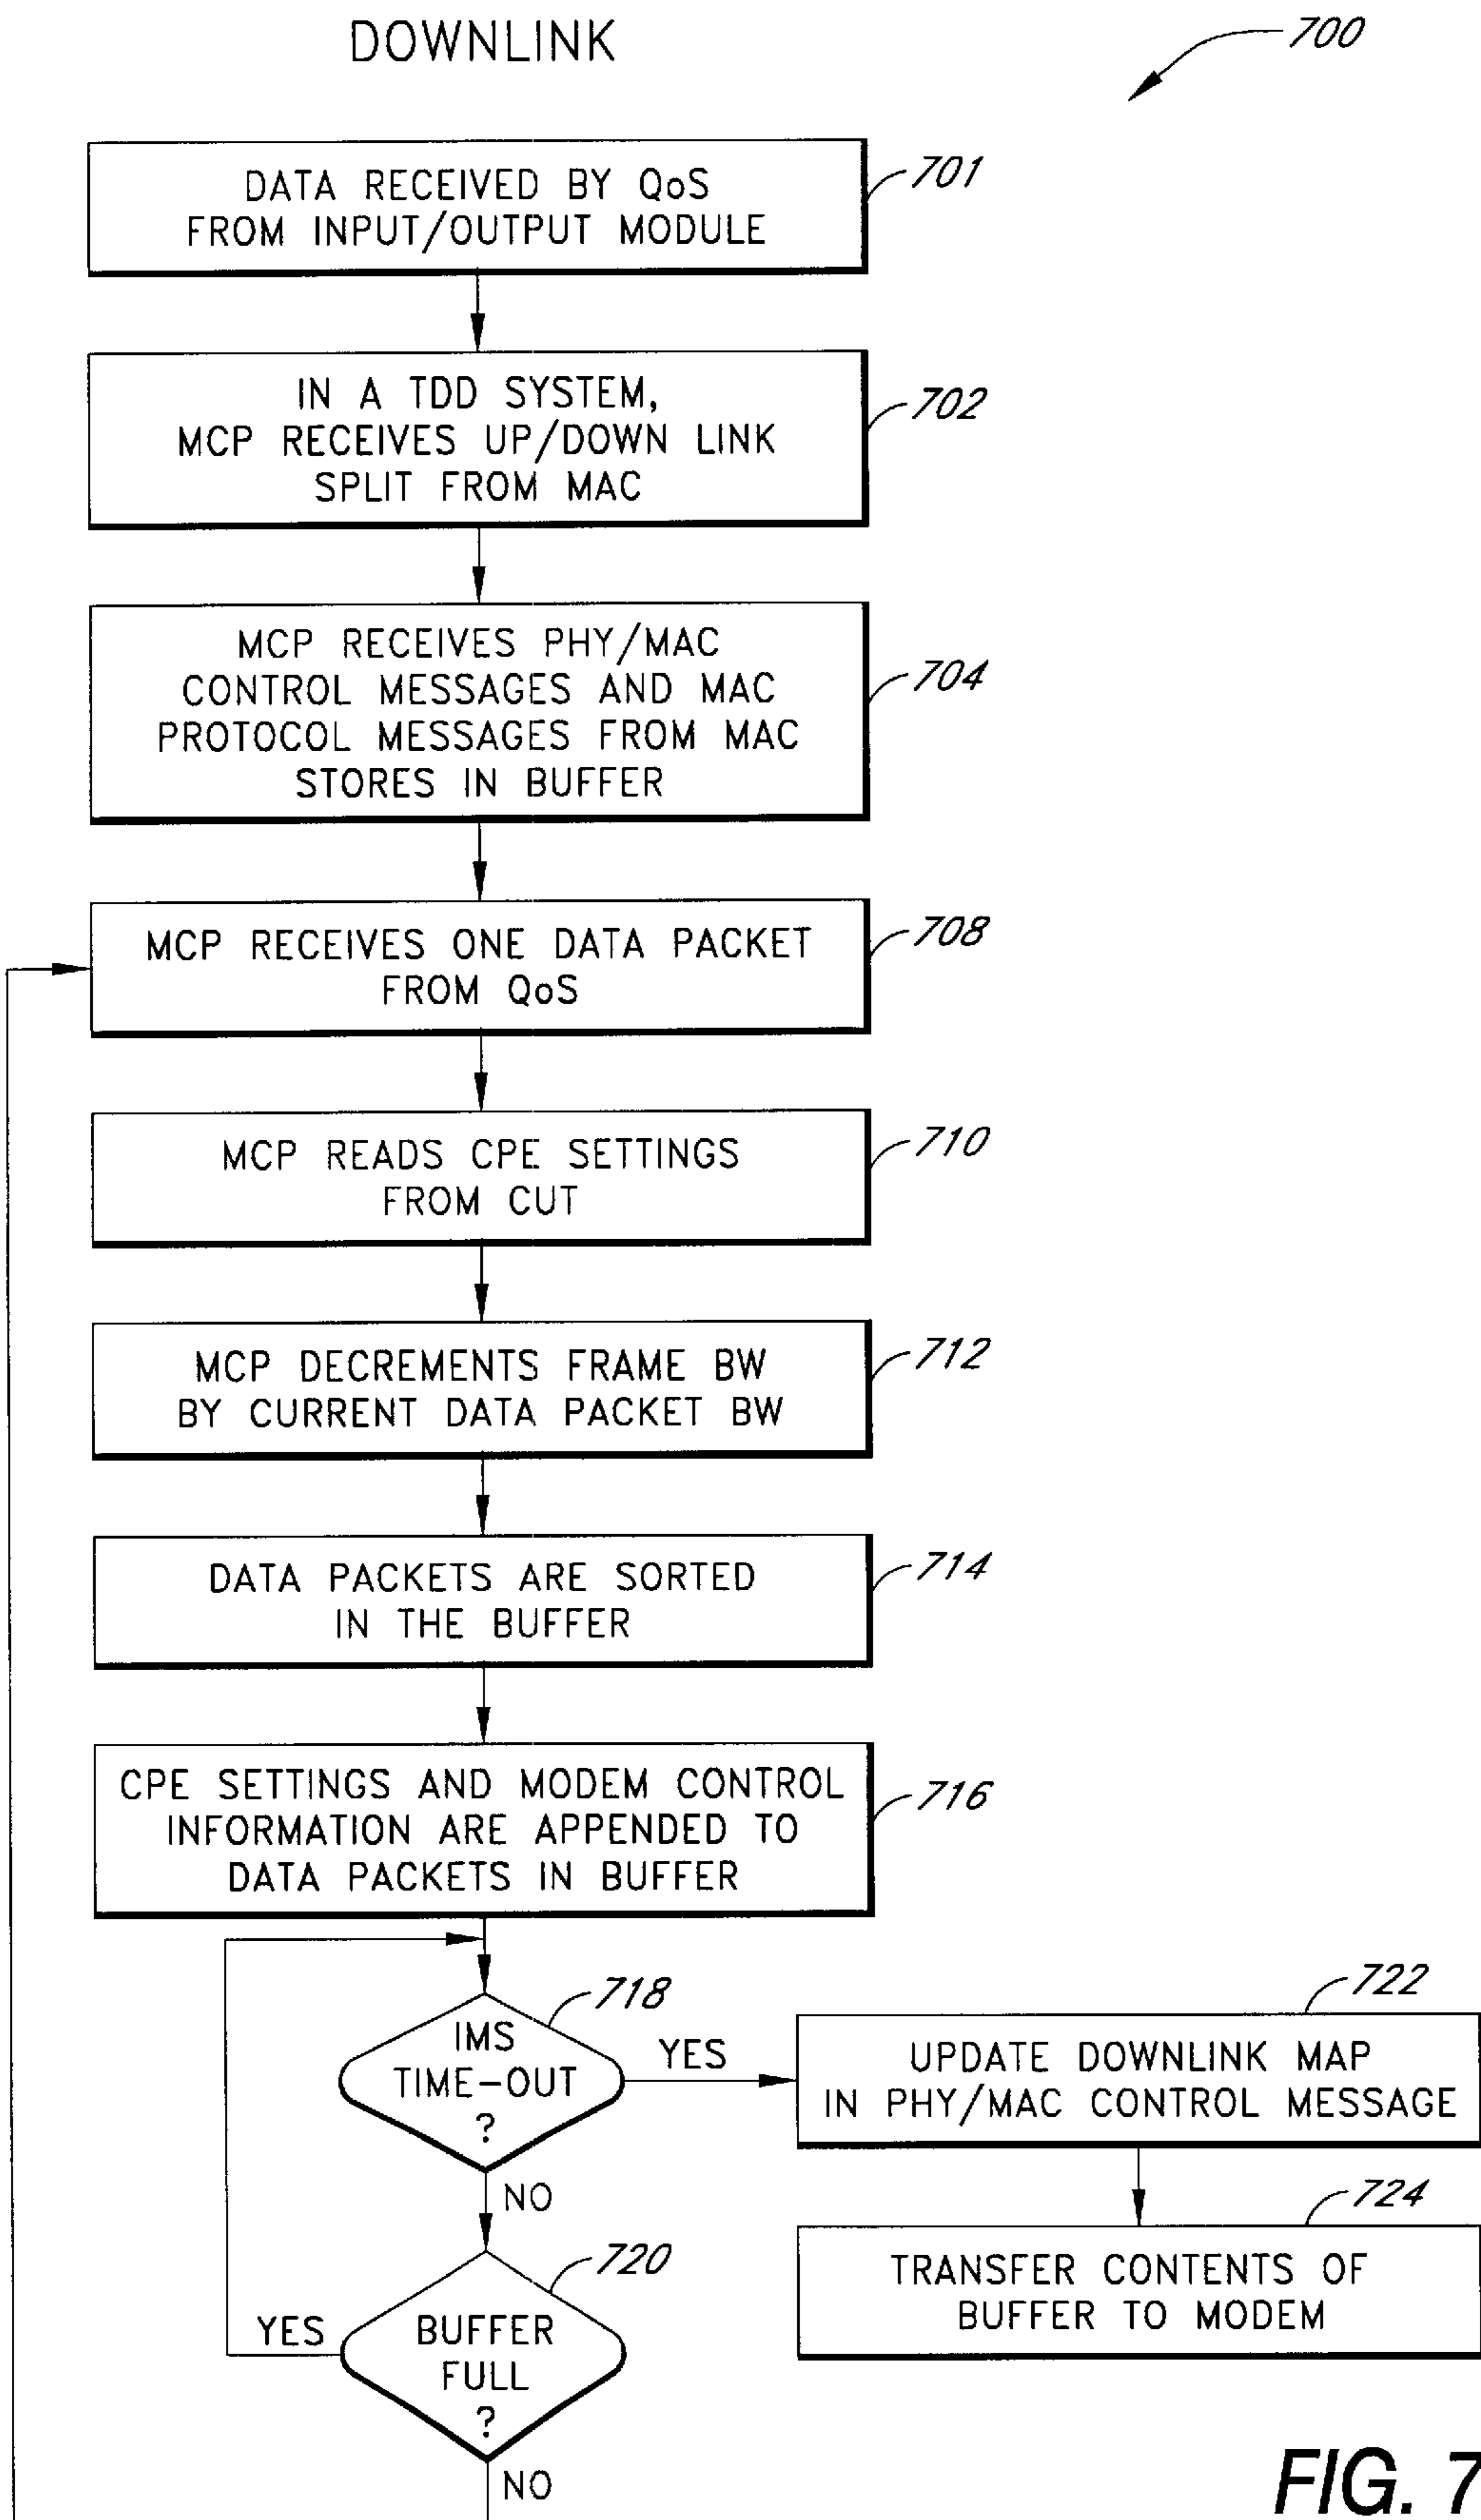 DOWNLINK
700
DATA RECEIVED BY QoS
FROM INPUT/OUTPUT MODULE
701
IN A TDD SYSTEM,
MCP RECEIVES UP/DOWN LINK
SPLIT FROM MAC
702
MCP RECEIVES PHY/MAC
CONTROL MESSAGES AND MAC
PROTOCOL MESSAGES FROM MAC
STORES IN BUFFER
704
MCP RECEIVES ONE DATA PACKET
FROM QoS
708
MCP READS CPE SETTINGS
FROM CUT
710
MCP DECREMENTS FRAME BW
BY CURRENT DATA PACKET BW
712
DATA PACKETS ARE SORTED
IN THE BUFFER
714
CPE SETTINGS AND MODEM CONTROL
INFORMATION ARE APPENDED TO
DATA PACKETS IN BUFFER
716
IMS
TIME-OUT
?
718
YES
NO
UPDATE DOWNLINK MAP
IN PHY/MAC CONTROL MESSAGE
722
TRANSFER CONTENTS OF
BUFFER TO MODEM
724
BUFFER
FULL
?
720
YES
NO
FIG. 7